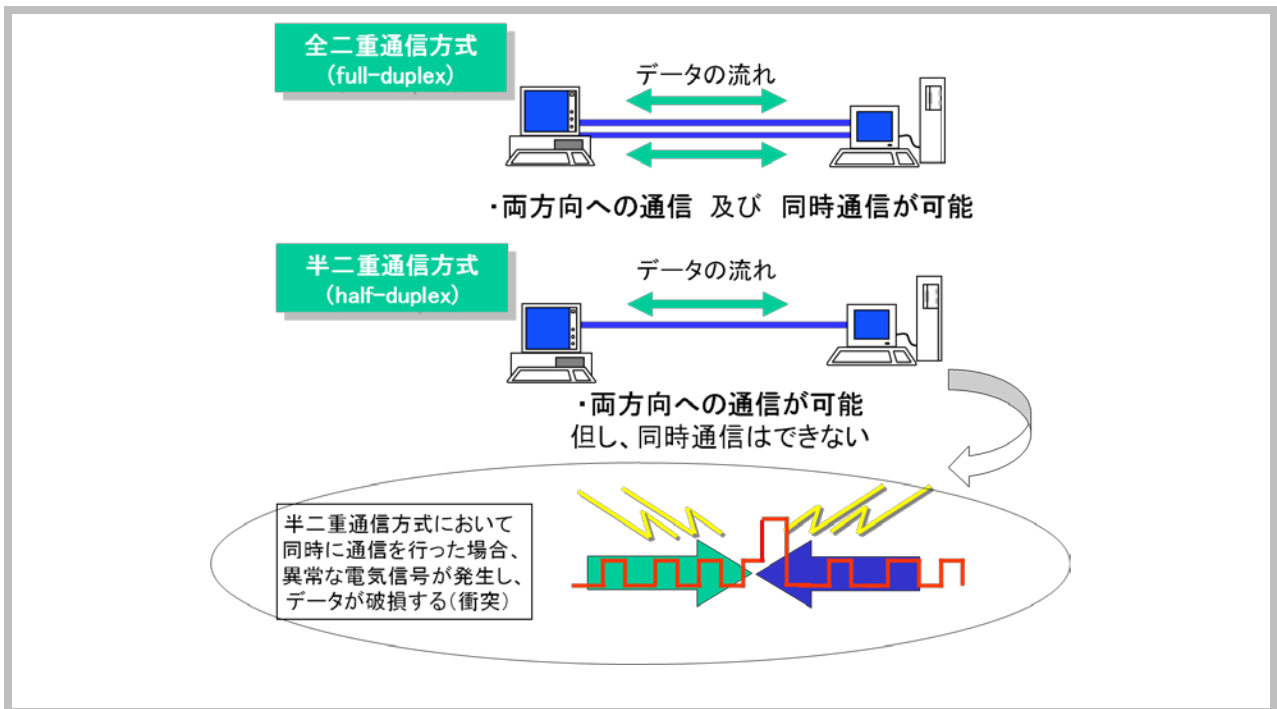 全二重通信方式
(full-duplex)
データの流れ
・両方向への通信 及び 同時通信が可能
半二重通信方式
(half-duplex)
データの流れ
・両方向への通信が可能
但し、同時通信はできない
半二重通信方式において
同時に通信を行った場合、
異常な電気信号が発生し、
データが破損する(衝突)